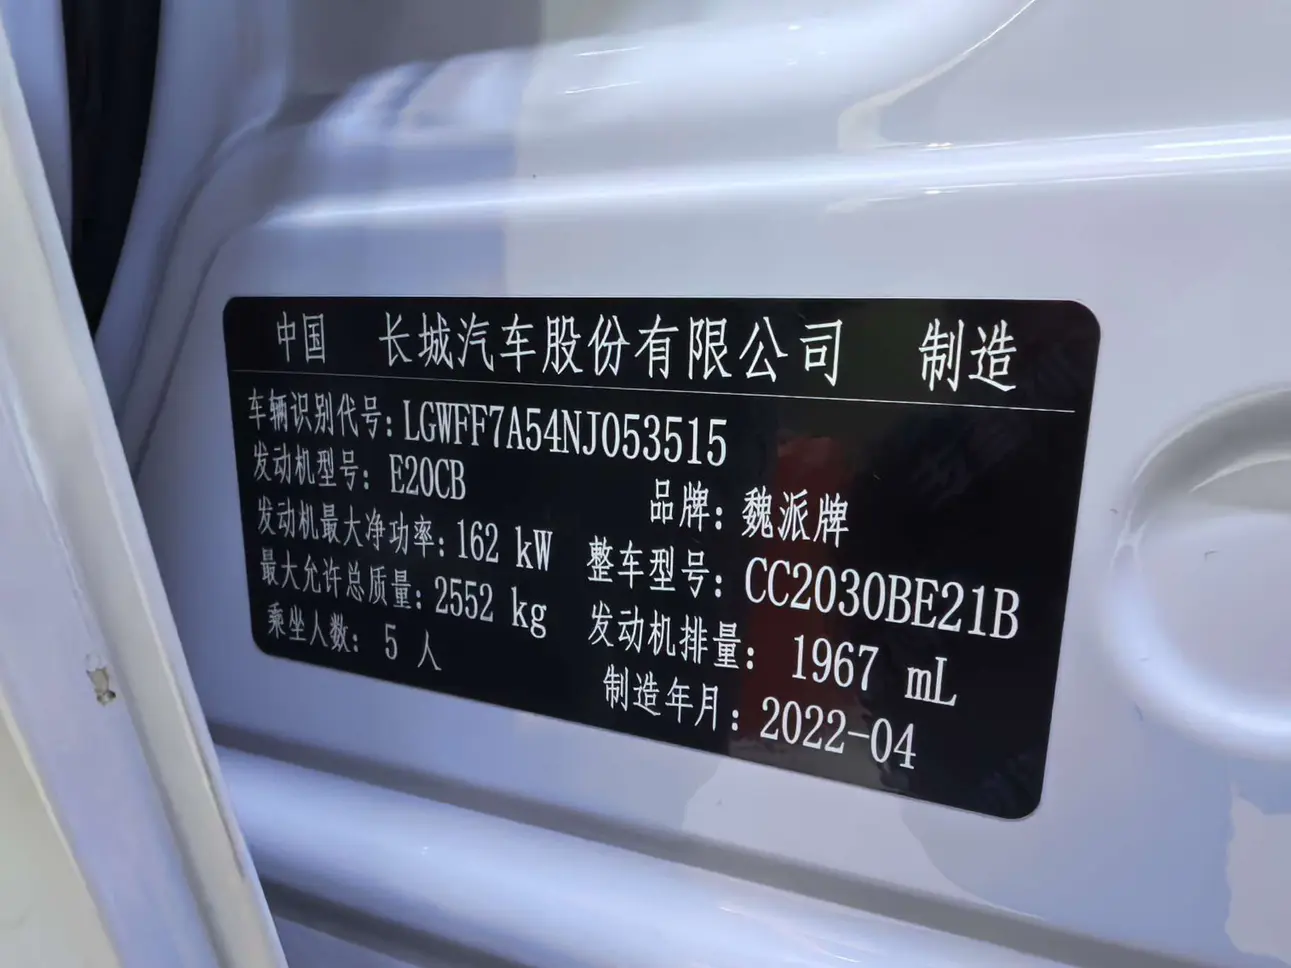 中国 长城汽车股份有限公司 制造
车辆识别代号: LGWFF7A54NJ053515
发动机型号: E20CB
品牌: 魏派牌
发动机最大净功率: 162 kW
整车型号: CC2030BE21B
最大允许总质量: 2552 kg
发动机排量: 1967 mL
乘坐人数: 5 人
制造年月: 2022-04